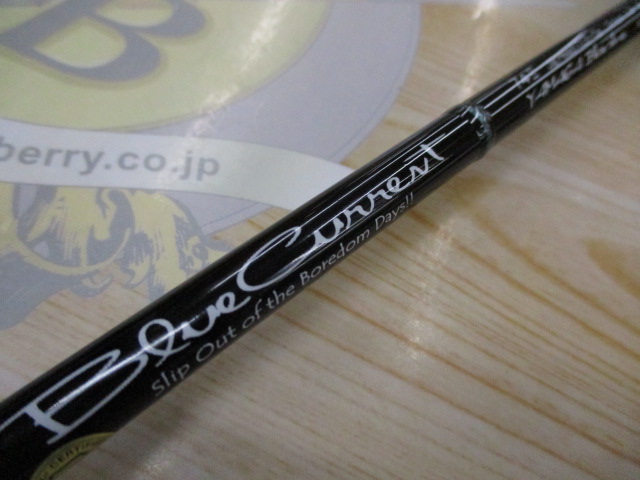 B
berry.co.jp
Blue Current
Slip Out of the Boredom Days!!